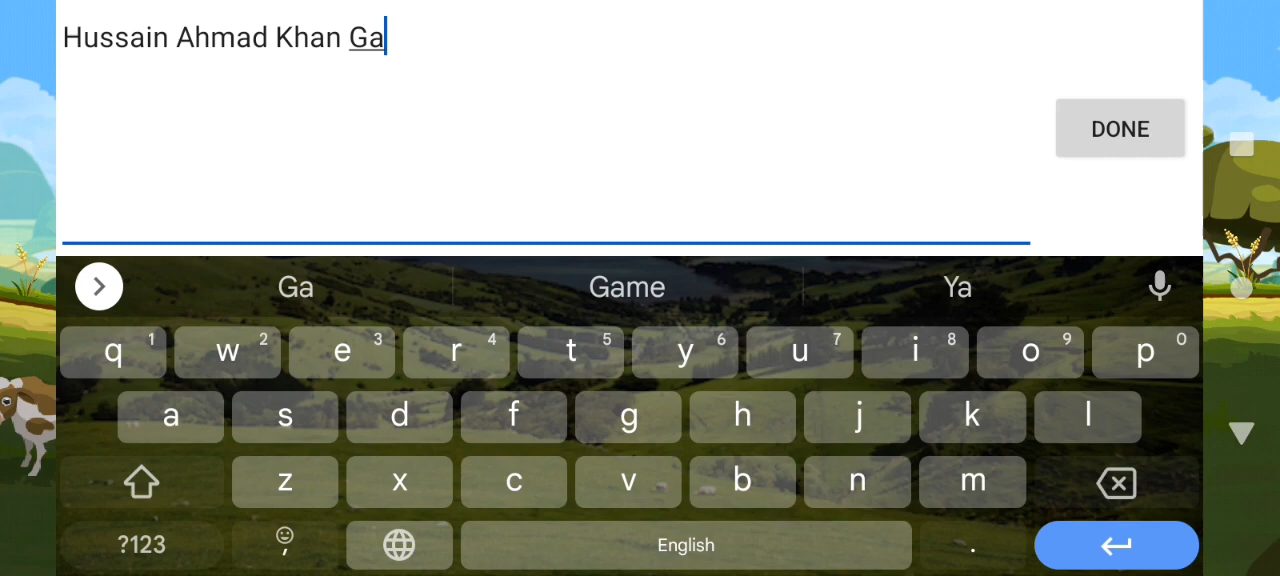 Hussain Ahmad Khan Ga
DONE
Ga Game Ya
q 1 w 2 e 3 r 4 t 5 y 6 u 7 i 8 o 9 p 0
a s d f g h j k l
z x c v b n m
?123 , English .